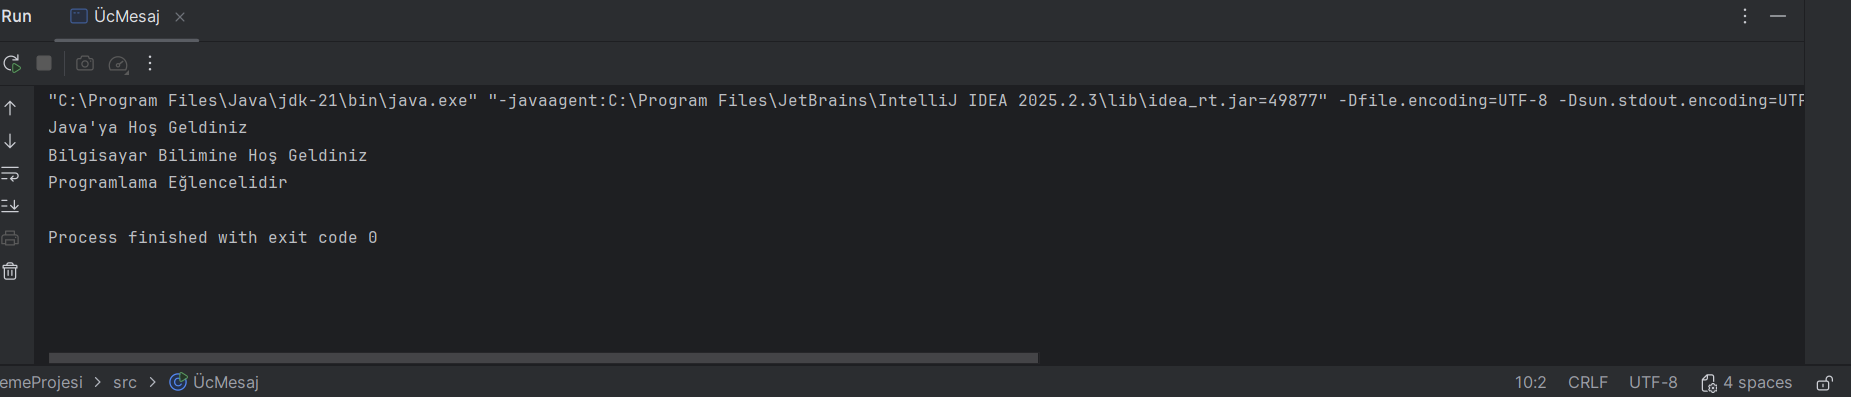 Run ÜcMesaj
"C:\Program Files\Java\jdk-21\bin\java.exe" "-javaagent:C:\Program Files\JetBrains\IntelliJ IDEA 2025.2.3\lib\idea_rt.jar=49877" -Dfile.encoding=UTF-8 -Dsun.stdout.encoding=UTF
Java'ya Hoş Geldiniz
Bilgisayar Bilimine Hoş Geldiniz
Programlama Eğlencelidir
Process finished with exit code 0
emeProjesi > src > ÜcMesaj 10:2 CRLF UTF-8 4 spaces